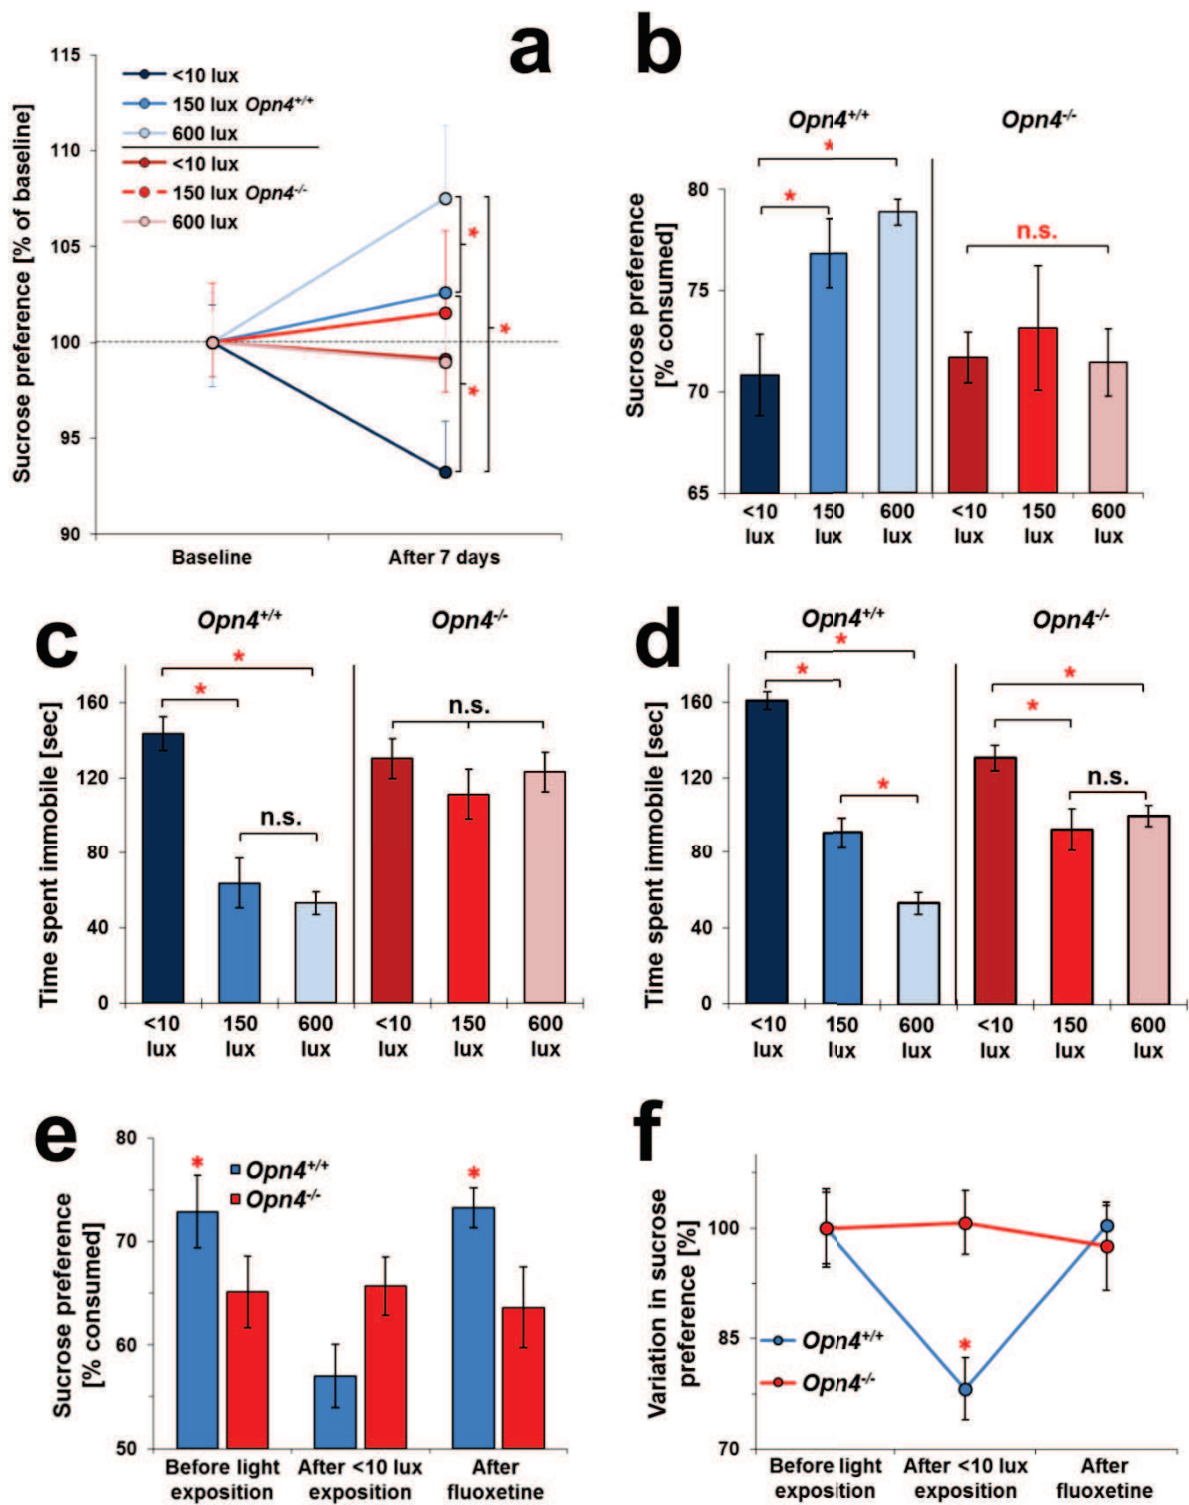 a
115
110
105
100
95
90
Sucrose preference [% of baseline]
<10 lux
150 lux Opn4+/+
600 lux
<10 lux
150 lux Opn4-/-
600 lux
*
*
*
Baseline
After 7 days
b
Opn4+/+
Opn4-/-
Sucrose preference
[% consumed]
80
75
70
65
*
*
n.s.
<10 lux
150 lux
600 lux
<10 lux
150 lux
600 lux
c
Opn4+/+
Opn4-/-
Time spent immobile [sec]
160
120
80
40
0
*
*
n.s.
n.s.
<10 lux
150 lux
600 lux
<10 lux
150 lux
600 lux
d
Opn4+/+
Opn4-/-
Time spent immobile [sec]
160
120
80
40
0
*
*
*
*
*
n.s.
<10 lux
150 lux
600 lux
<10 lux
150 lux
600 lux
e
Sucrose preference
[% consumed]
80
70
60
50
Opn4+/+
Opn4-/-
*
*
Before light
exposition
After <10 lux
exposition
After
fluoxetine
f
Variation in sucrose
preference [%]
100
85
70
Opn4+/+
Opn4-/-
*
Before light
exposition
After <10 lux
exposition
After
fluoxetine